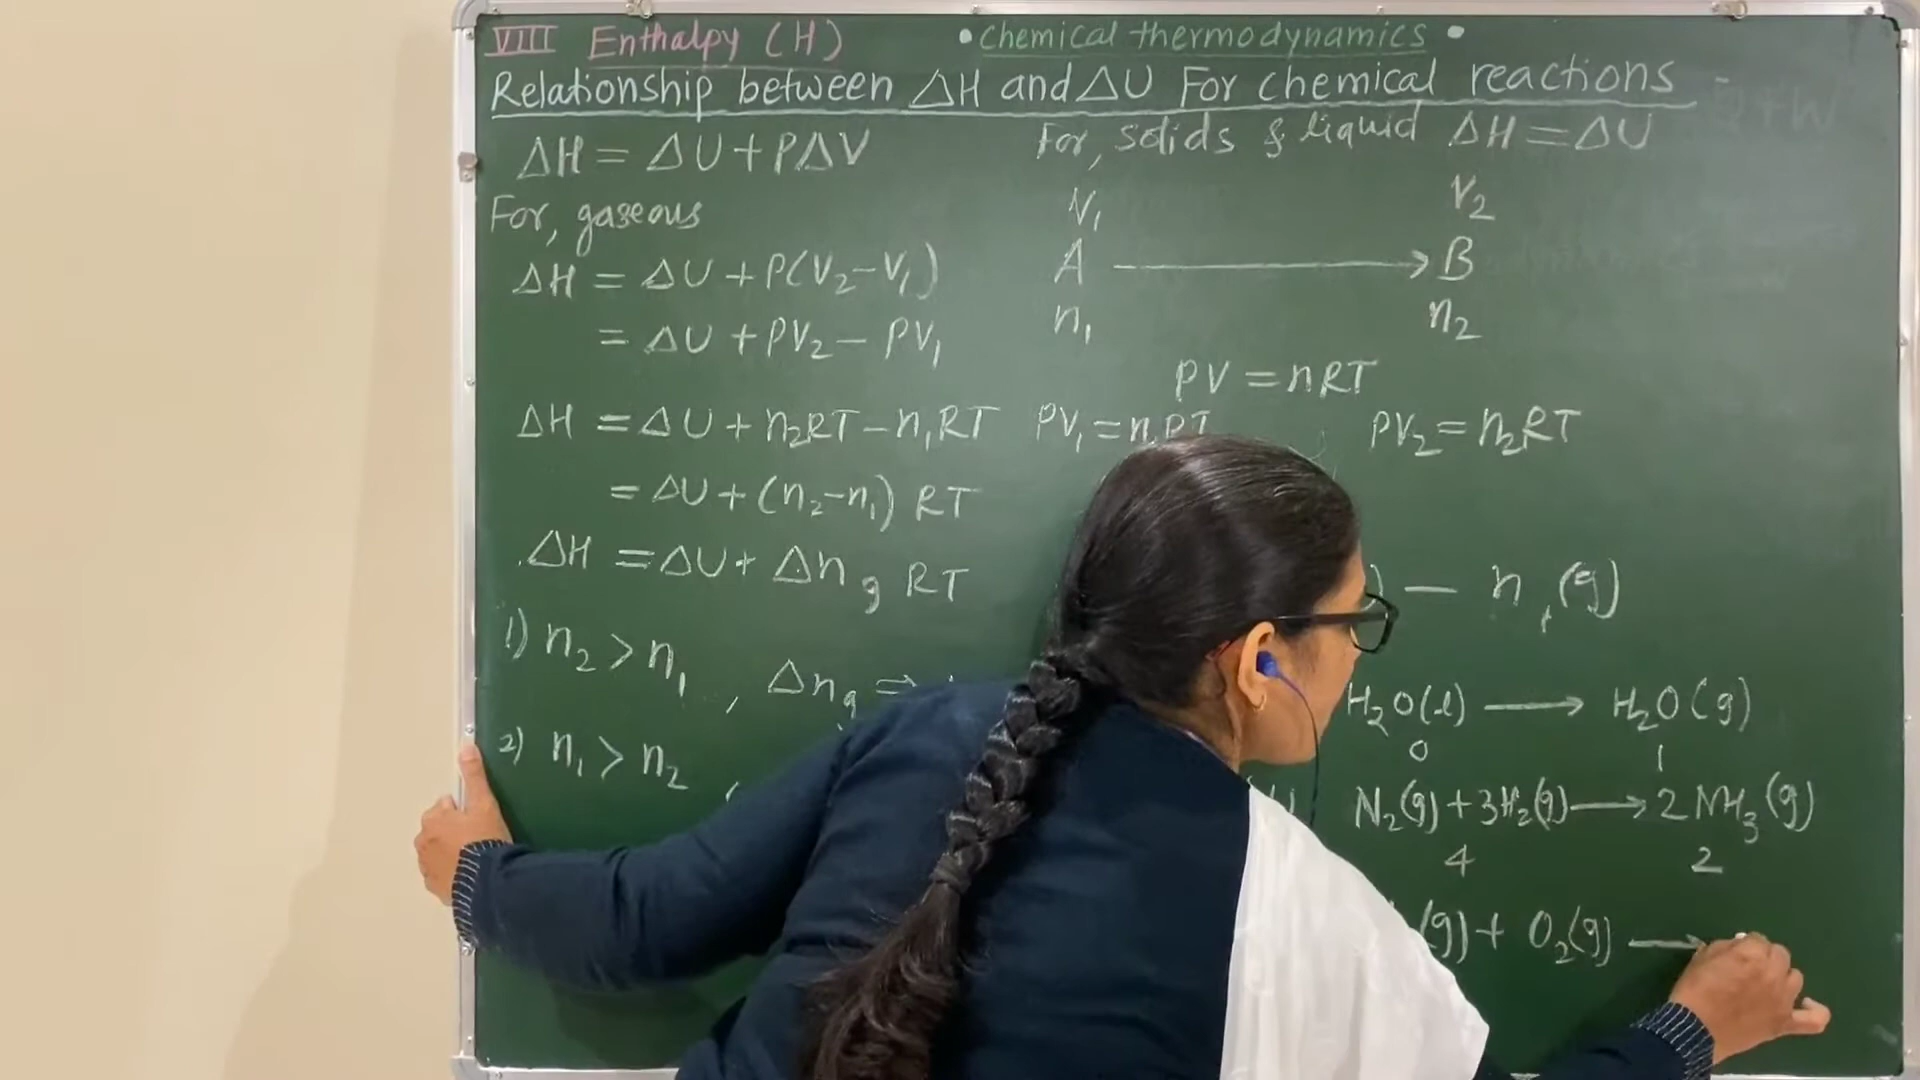 VIII Enthalpy (H) • Chemical thermodynamics •
Relationship between ΔH and ΔU For chemical reactions -
ΔH = ΔU + PΔV
For, solids & liquid ΔH = ΔU
For, gaseous
V₁ V₂
ΔH = ΔU + P(V₂-V₁)
A ⟶ B
n₁ n₂
= ΔU + PV₂ - PV₁
PV = nRT
ΔH = ΔU + n₂RT - n₁RT
PV₁ = n₁RT PV₂ = n₂RT
= ΔU + (n₂-n₁) RT
ΔH = ΔU + Δn g RT
) — n₁(g)
1) n₂ > n₁ , Δng ⇒
H₂O(l) ⟶ H₂O(g)
0 1
2) n₁ > n₂
N₂(g) + 3H₂(g) ⟶ 2NH₃(g)
4 2
(g) + O₂(g) ⟶